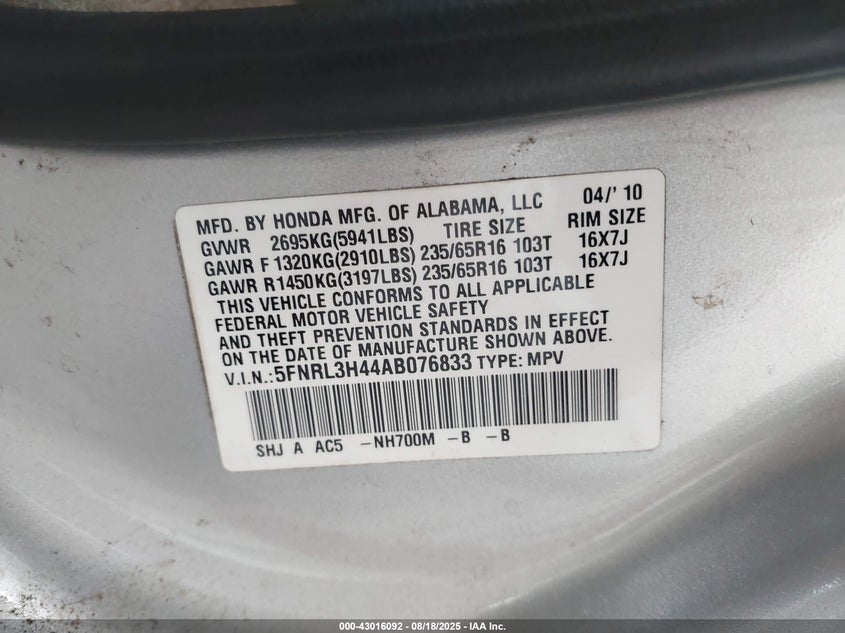 MFD. BY HONDA MFG. OF ALABAMA, LLC 04/' 10
GVWR 2695KG(5941LBS) TIRE SIZE RIM SIZE
GAWR F 1320KG(2910LBS) 235/65R16 103T 16X7J
GAWR R1450KG(3197LBS) 235/65R16 103T 16X7J
THIS VEHICLE CONFORMS TO ALL APPLICABLE
FEDERAL MOTOR VEHICLE SAFETY
AND THEFT PREVENTION STANDARDS IN EFFECT
ON THE DATE OF MANUFACTURE SHOWN ABOVE.
V.I.N.: 5FNRL3H44AB076833 TYPE: MPV
SHJ A AC5 -NH700M -B -B
000-43016092 - 08/18/2025 - IAA Inc.